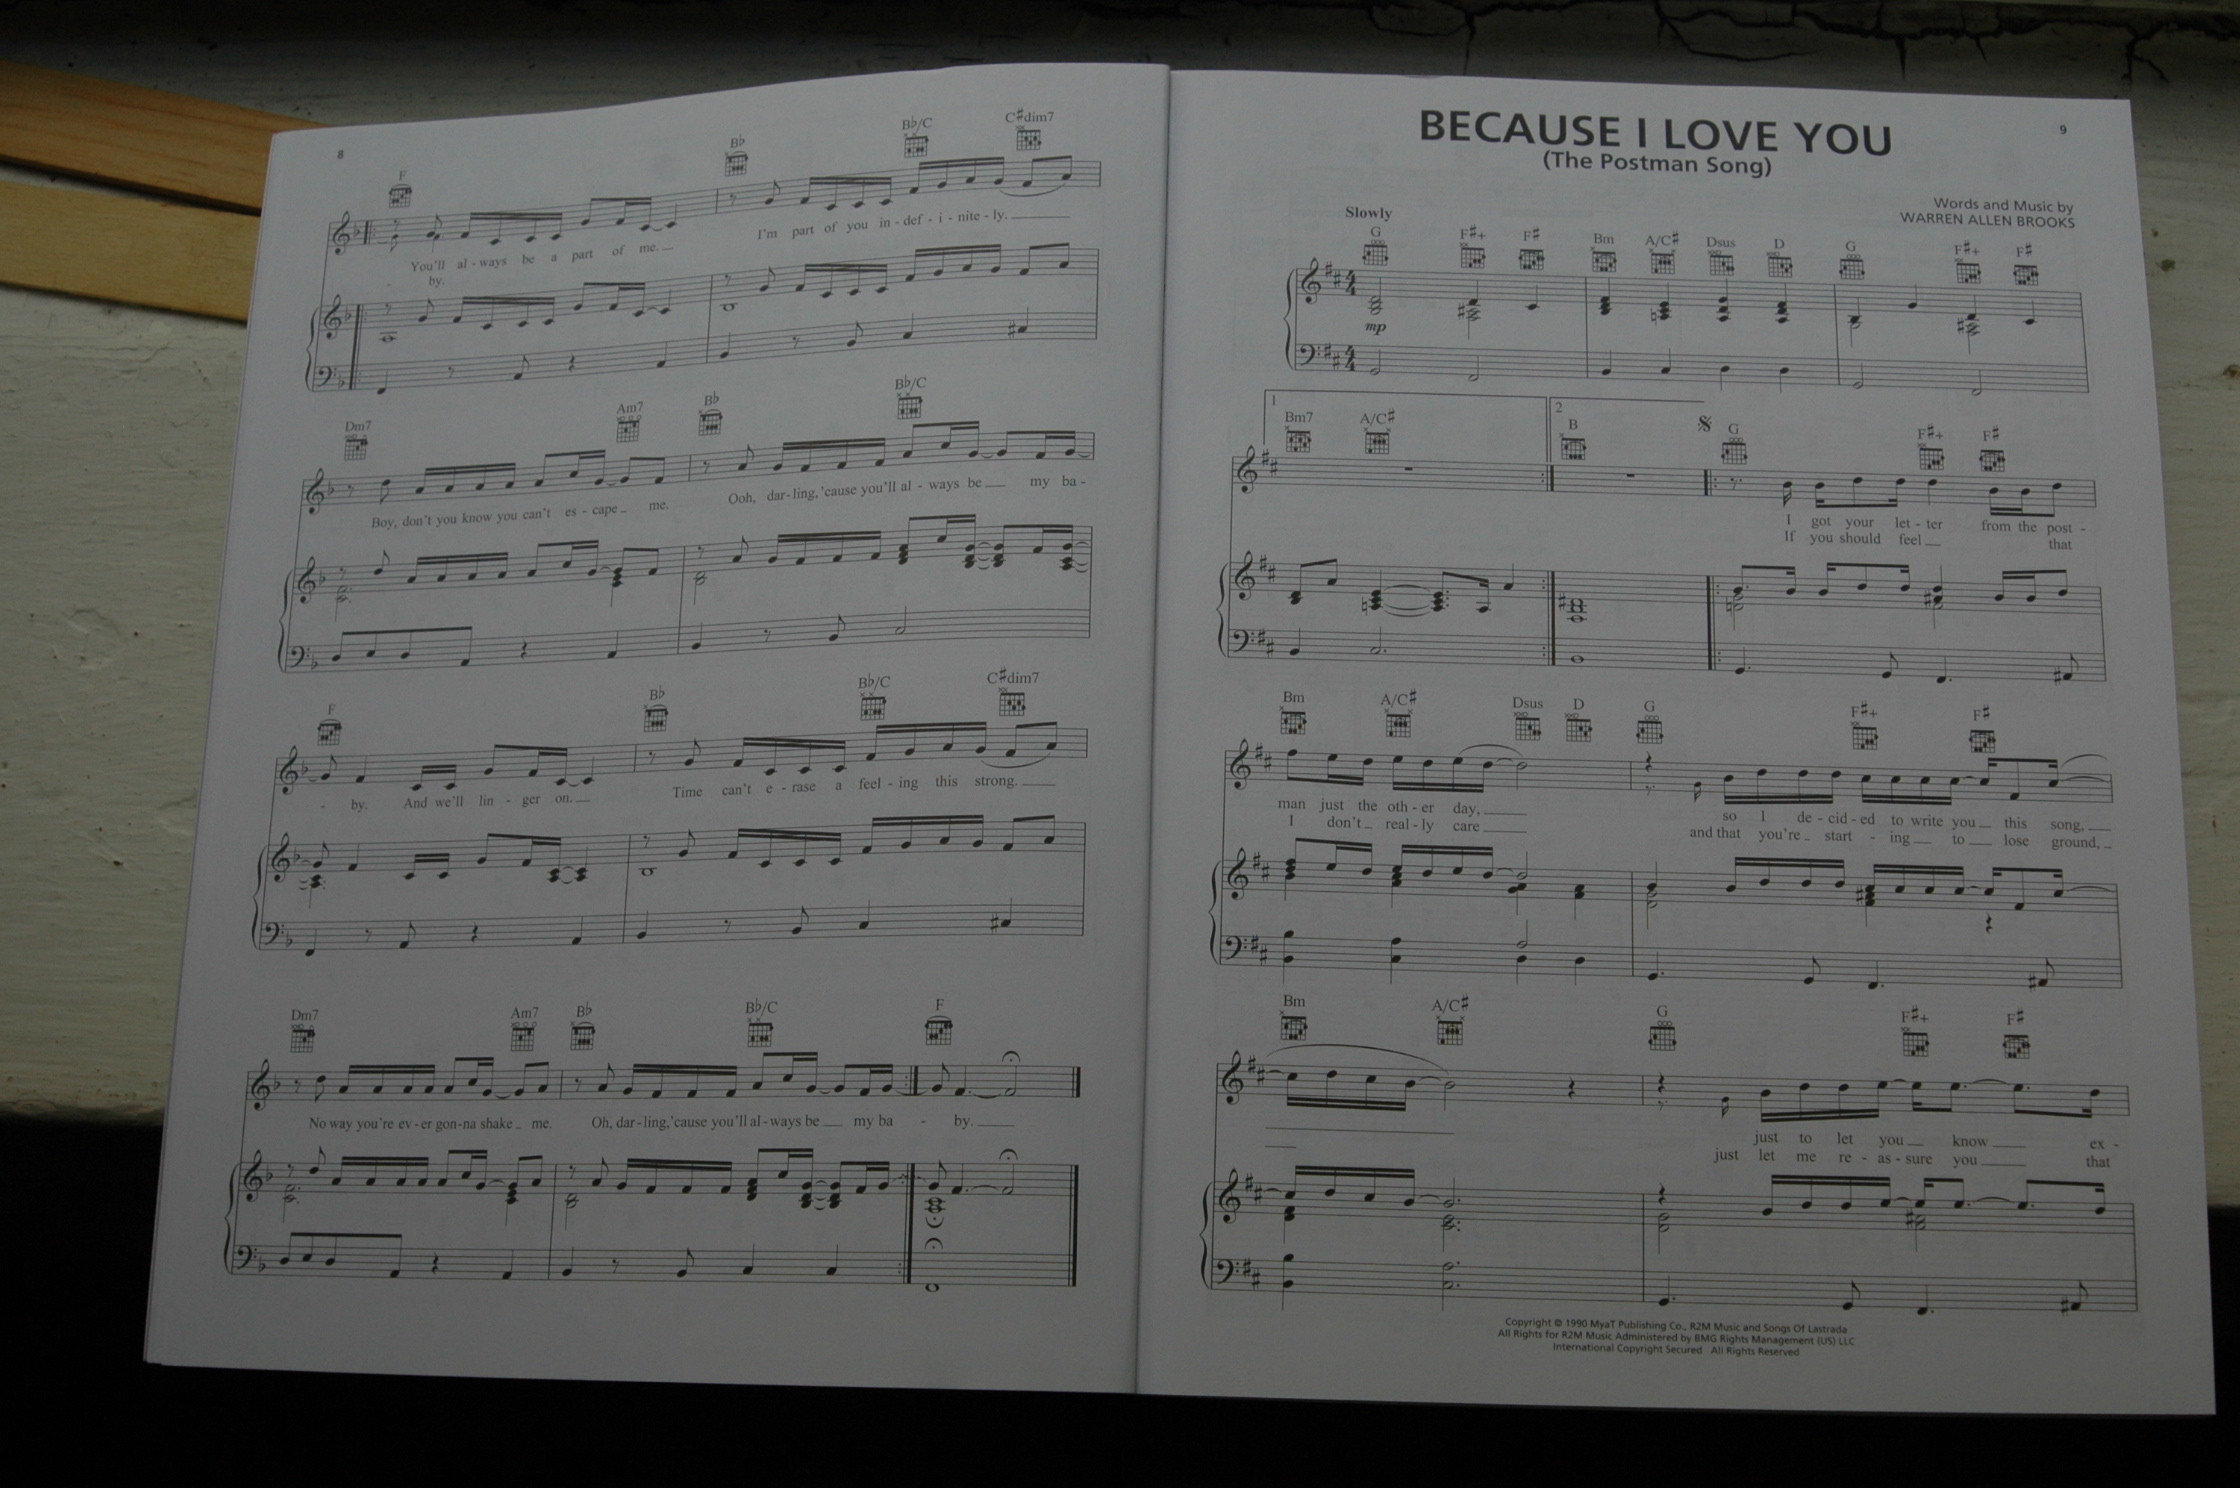 8
F Bb Bb/C C#dim7
You'll al - ways be a part of me. I'm part of you in - def - i - nite - ly.
by.
Dm7 Am7 Bb Bb/C
Boy, don't you know you can't es - cape me. Ooh, dar - ling, 'cause you'll al - ways be my ba -
F Bb Bb/C C#dim7
- by. And we'll lin - ger on. Time can't e - rase a feel - ing this strong.
Dm7 Am7 Bb Bb/C F
No way you're ev - er gon - na shake me. Oh, dar - ling, 'cause you'll al - ways be my ba - by.
9
BECAUSE I LOVE YOU
(The Postman Song)
Words and Music by
WARREN ALLEN BROOKS
Slowly
G F#+ F# Bm A/C# Dsus D G F#+ F#
mp
1 2
Bm7 A/C# B G F#+ F#
I got your let - ter from the post -
If you should feel that
Bm A/C# Dsus D G F#+ F#
man just the oth - er day, so I de - cid - ed to write you this song,
I don't real - ly care and that you're start - ing to lose ground,
Bm A/C# G F#+ F#
just to let you know ex -
just let me re - as - sure you that
Copyright © 1990 MyaT Publishing Co., R2M Music and Songs Of Lastrada
All Rights for R2M Music Administered by BMG Rights Management (US) LLC
International Copyright Secured All Rights Reserved